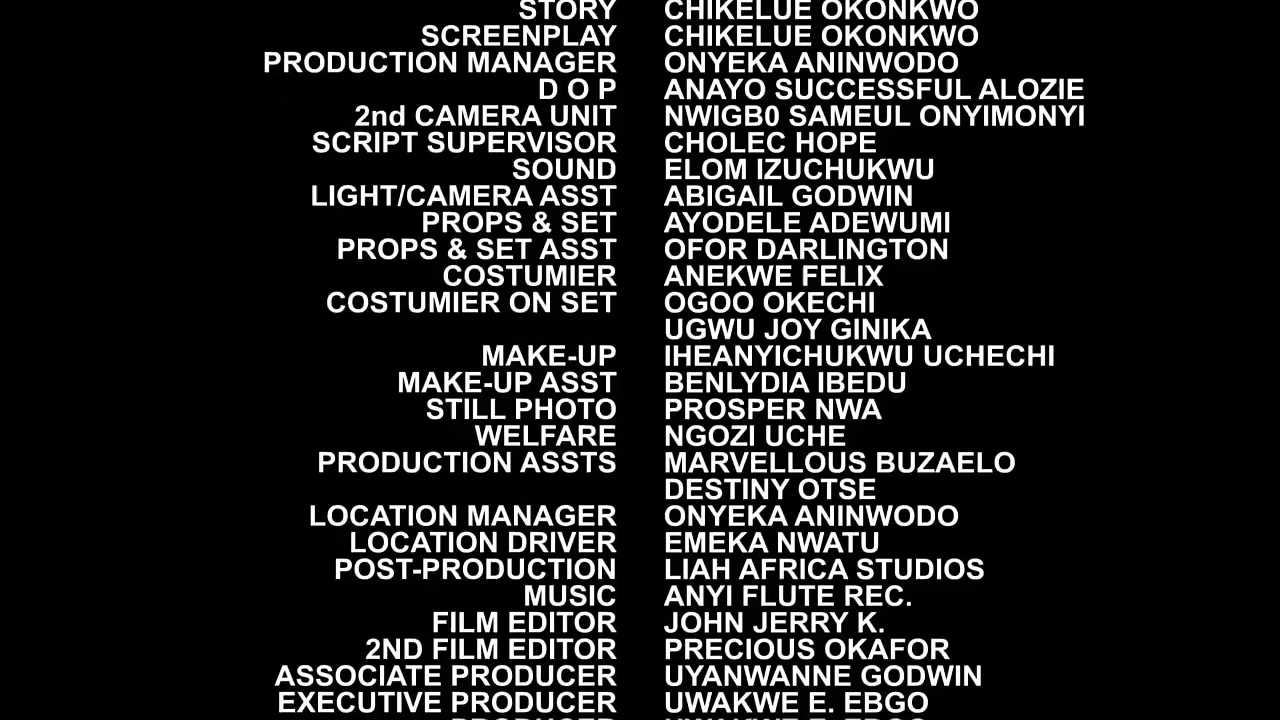 STORY CHIKELUE OKONKWO
SCREENPLAY CHIKELUE OKONKWO
PRODUCTION MANAGER ONYEKA ANINWODO
D O P ANAYO SUCCESSFUL ALOZIE
2nd CAMERA UNIT NWIGB0 SAMEUL ONYIMONYI
SCRIPT SUPERVISOR CHOLEC HOPE
SOUND ELOM IZUCHUKWU
LIGHT/CAMERA ASST ABIGAIL GODWIN
PROPS & SET AYODELE ADEWUMI
PROPS & SET ASST OFOR DARLINGTON
COSTUMIER ANEKWE FELIX
COSTUMIER ON SET OGOO OKECHI
UGWU JOY GINIKA
MAKE-UP IHEANYICHUKWU UCHECHI
MAKE-UP ASST BENLYDIA IBEDU
STILL PHOTO PROSPER NWA
WELFARE NGOZI UCHE
PRODUCTION ASSTS MARVELLOUS BUZAELO
DESTINY OTSE
LOCATION MANAGER ONYEKA ANINWODO
LOCATION DRIVER EMEKA NWATU
POST-PRODUCTION LIAH AFRICA STUDIOS
MUSIC ANYI FLUTE REC.
FILM EDITOR JOHN JERRY K.
2ND FILM EDITOR PRECIOUS OKAFOR
ASSOCIATE PRODUCER UYANWANNE GODWIN
EXECUTIVE PRODUCER UWAKWE E. EBGO
PRODUCER UWAKWE E. EBGO